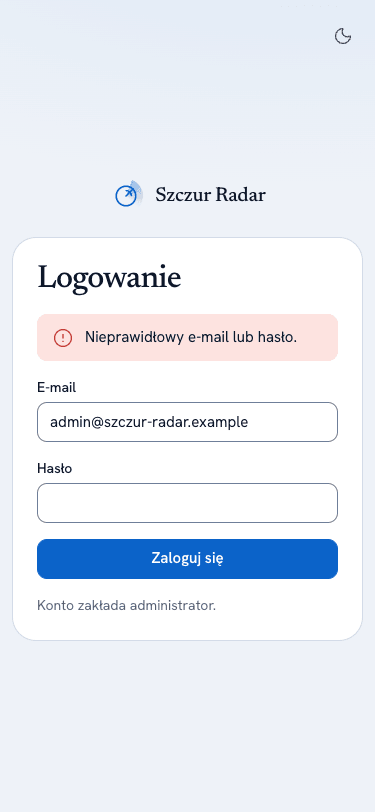 Szczur Radar
Logowanie
Nieprawidłowy e-mail lub hasło.
E-mail
admin@szczur-radar.example
Hasło
Zaloguj się
Konto zakłada administrator.